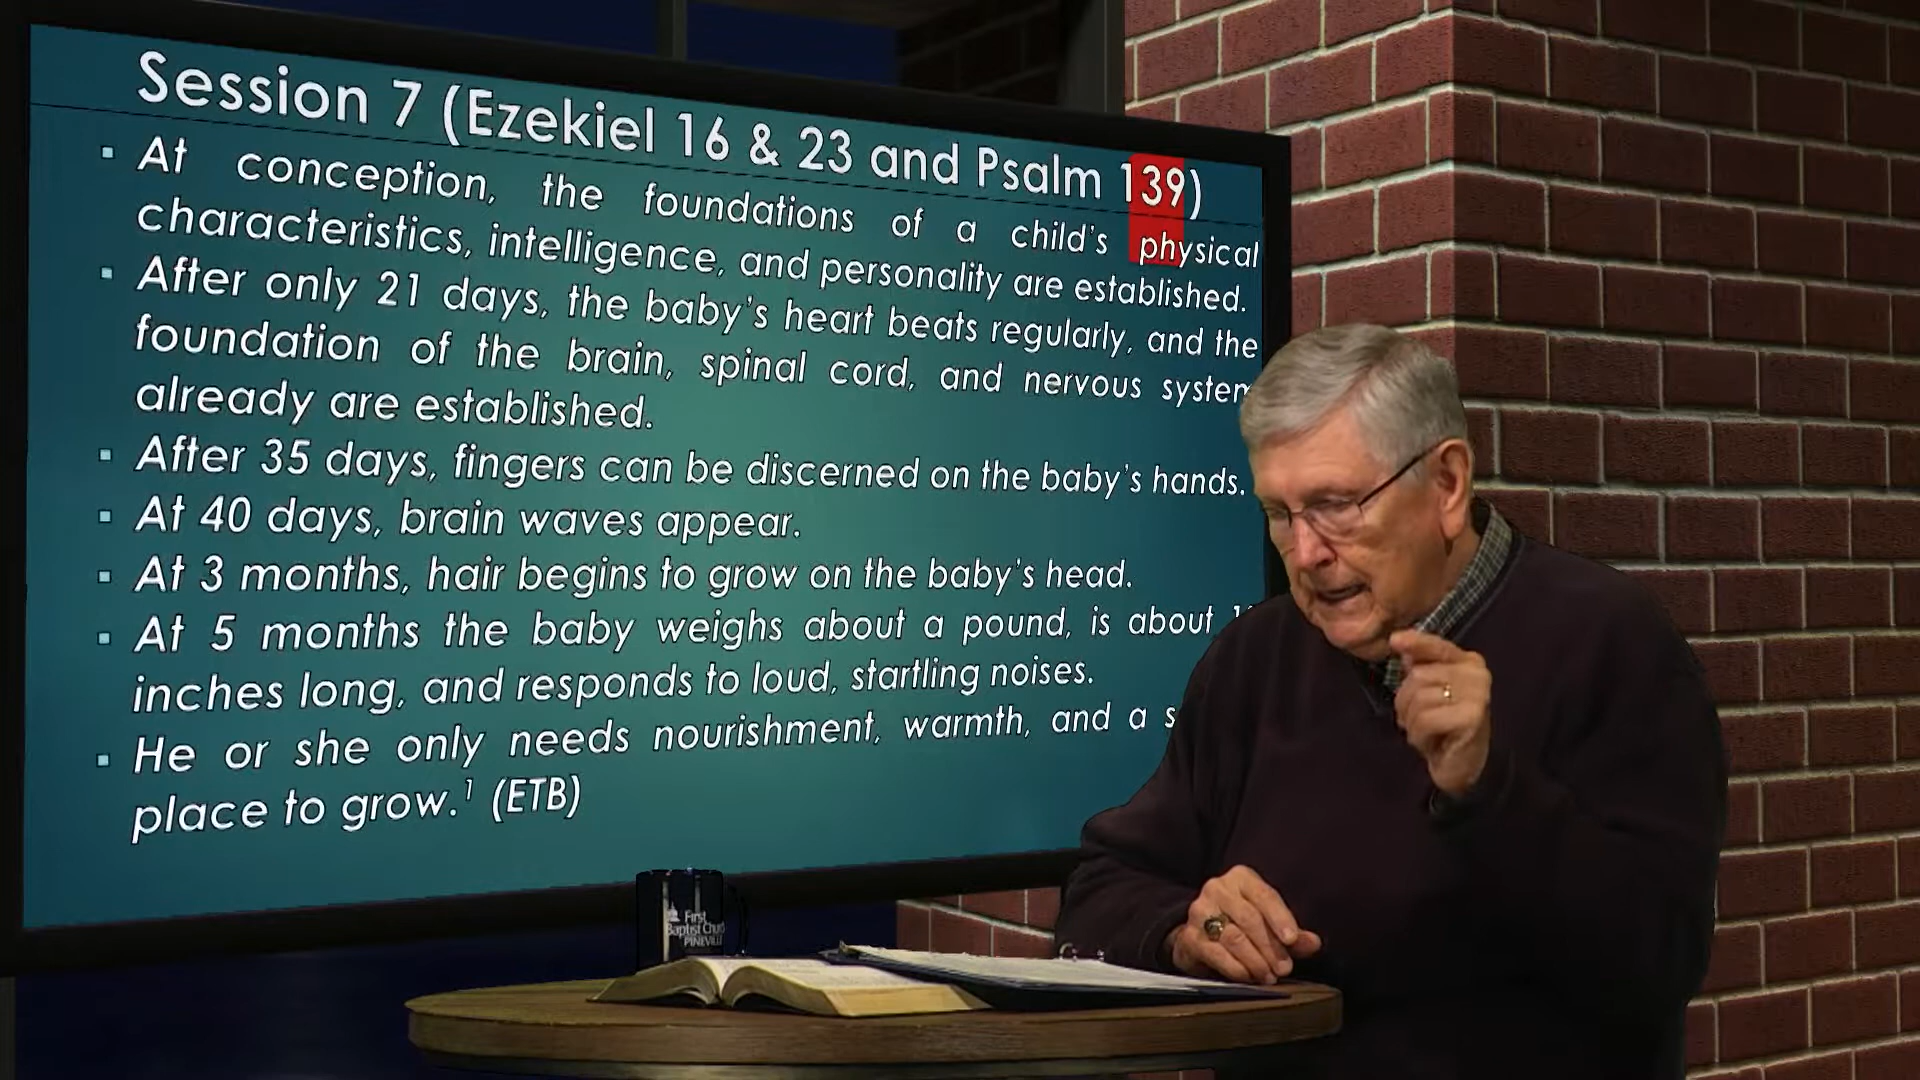 Session 7 (Ezekiel 16 & 23 and Psalm 139)
▪ At conception, the foundations of a child's physical
characteristics, intelligence, and personality are established.
▪ After only 21 days, the baby's heart beats regularly, and the
foundation of the brain, spinal cord, and nervous system
already are established.
▪ After 35 days, fingers can be discerned on the baby's hands.
▪ At 40 days, brain waves appear.
▪ At 3 months, hair begins to grow on the baby's head.
▪ At 5 months the baby weighs about a pound, is about
inches long, and responds to loud, startling noises.
▪ He or she only needs nourishment, warmth, and a
place to grow.¹ (ETB)
First
Baptist Church
PINEVILLE